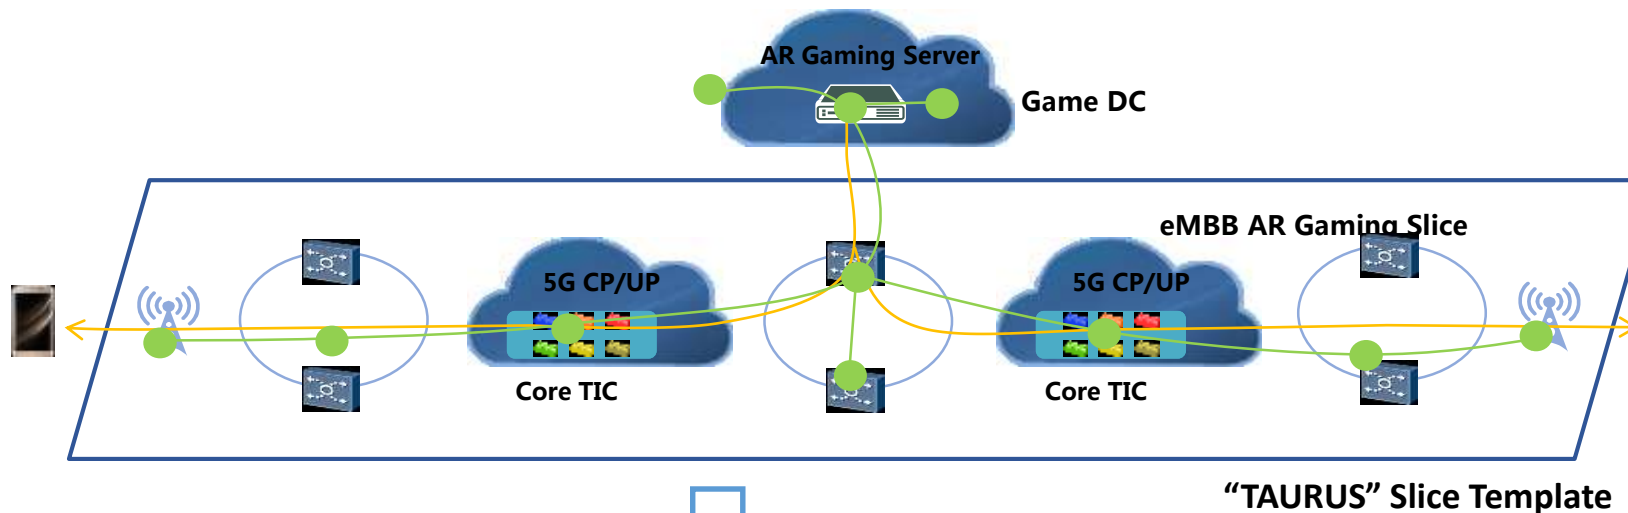 AR Gaming Server
Game DC
eMBB AR Gaming Slice
5G CP/UP
5G CP/UP
Core TIC
Core TIC
“TAURUS” Slice Template